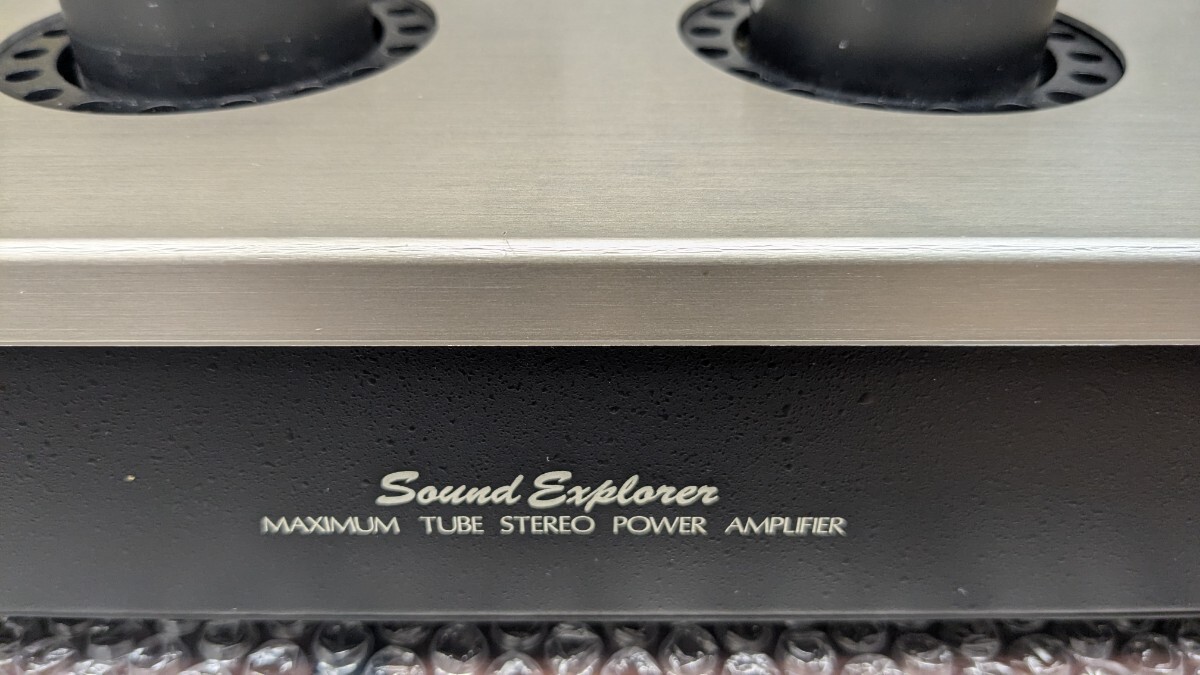 Sound Explorer
MAXIMUM TUBE STEREO POWER AMPLIFIER